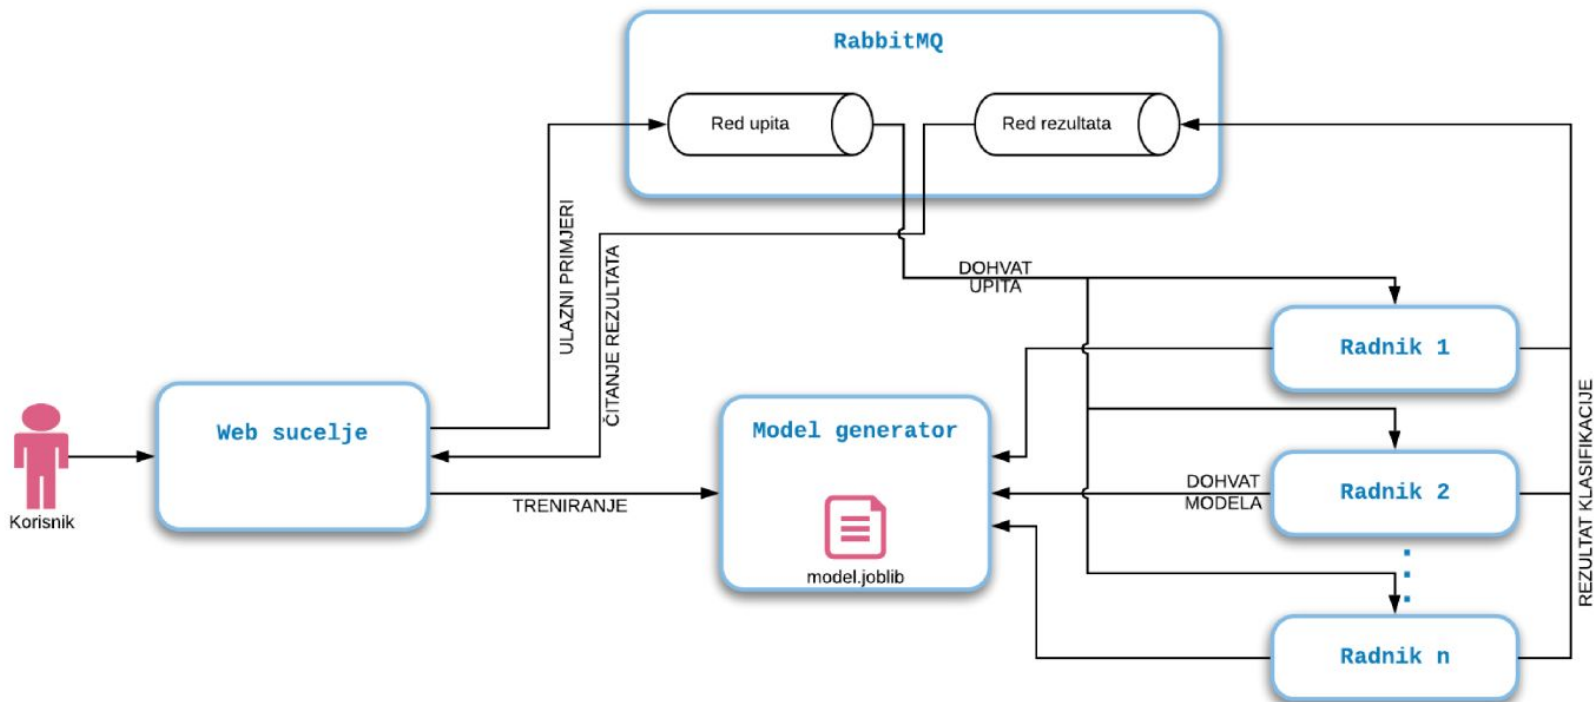 RabbitMQ
Red upita
Red rezultata
ULAZNI PRIMJERI
ČITANJE REZULTATA
DOHVAT
UPITA
Radnik 1
REZULTAT KLASIFIKACIJE
Web sucelje
Model generator
DOHVAT
MODELA
Radnik 2
TRENIRANJE
Korisnik
model.joblib
Radnik n